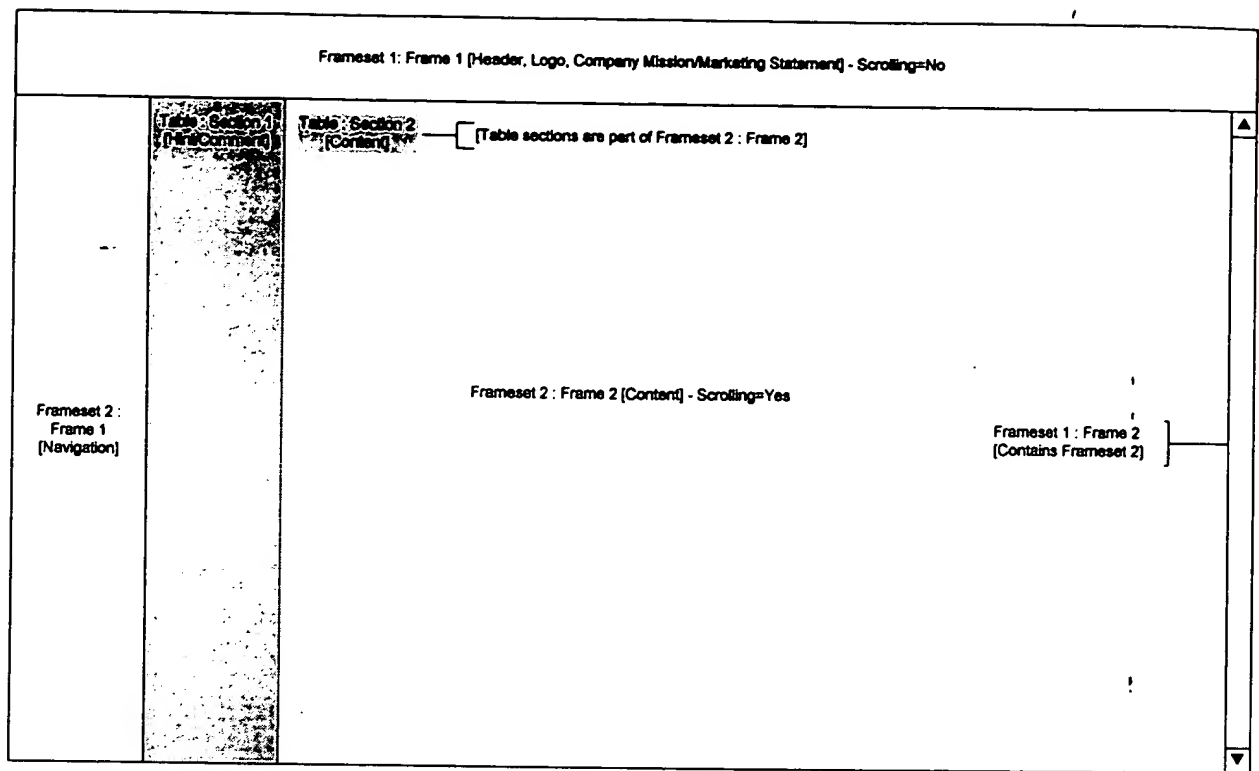 Frameset 1: Frame 1 [Header, Logo, Company Mission/Marketing Statement] - Scrolling=No
Table : Section 1
[Hint/Comment]
Table : Section 2
[Content]
[Table sections are part of Frameset 2 : Frame 2]
Frameset 2 : Frame 2 [Content] - Scrolling=Yes
Frameset 2 :
Frame 1
[Navigation]
Frameset 1 : Frame 2
[Contains Frameset 2]